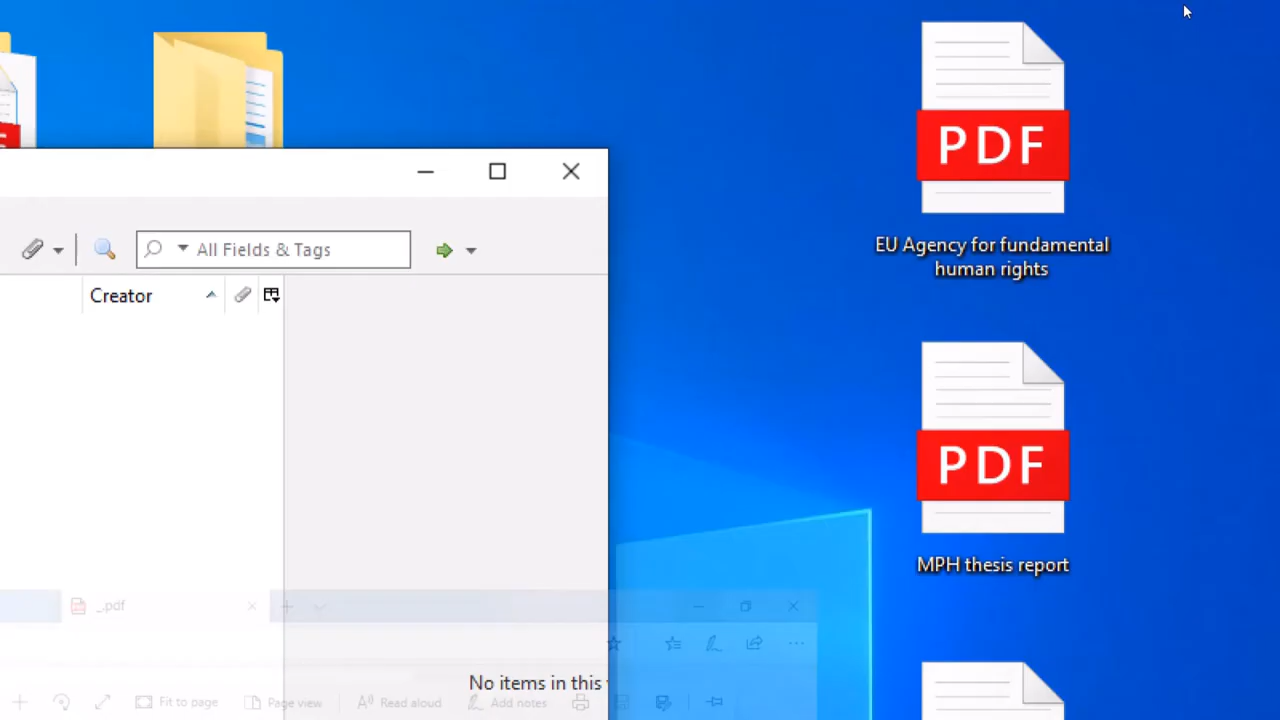 PDF
EU Agency for fundamental
human rights
All Fields & Tags
Creator
PDF
MPH thesis report
_.pdf
No items in this
Fit to page
Page view
Read aloud
Add notes